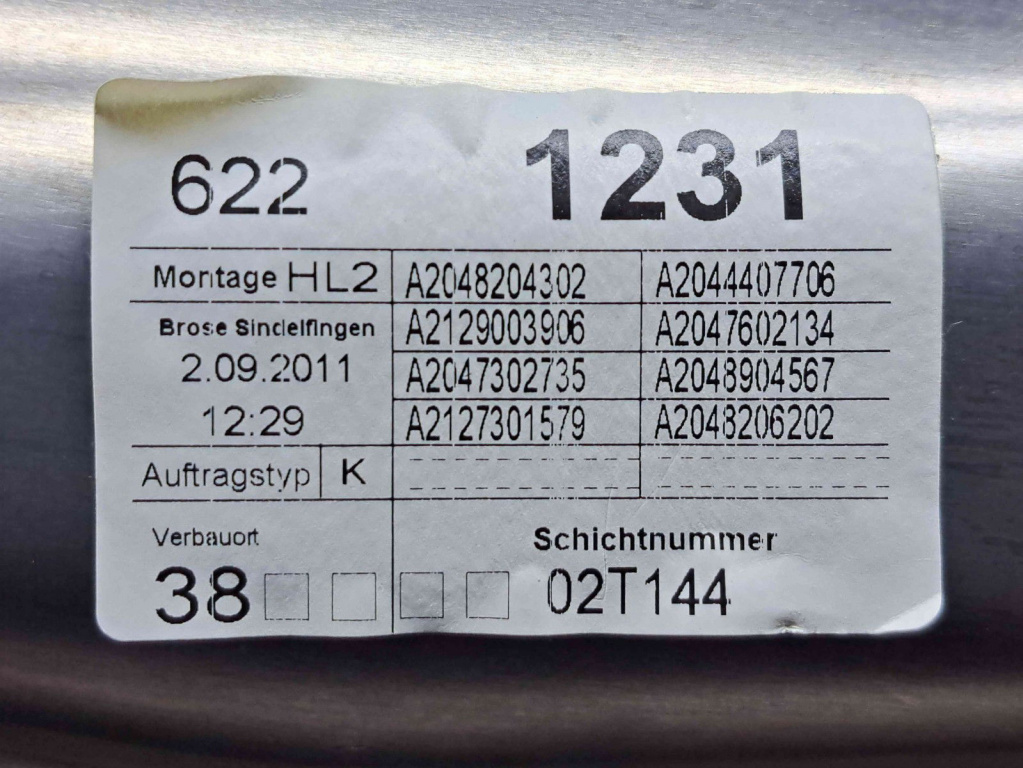 622 1231
Montage HL2 A2048204302 A2044407706
Brose Sindelfingen A2129003906 A2047602134
2.09.2011 A2047302735 A2048904567
12:29 A2127301579 A2048206202
Auftragstyp K
Verbauort Schichtnummer
38 02T144